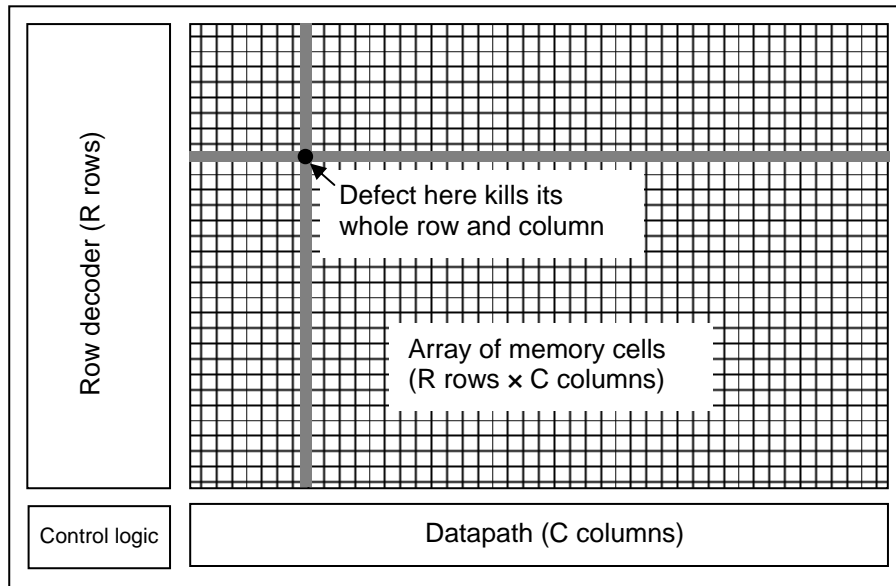 Row decoder (R rows)
Defect here kills its
whole row and column
Array of memory cells
(R rows × C columns)
Control logic
Datapath (C columns)